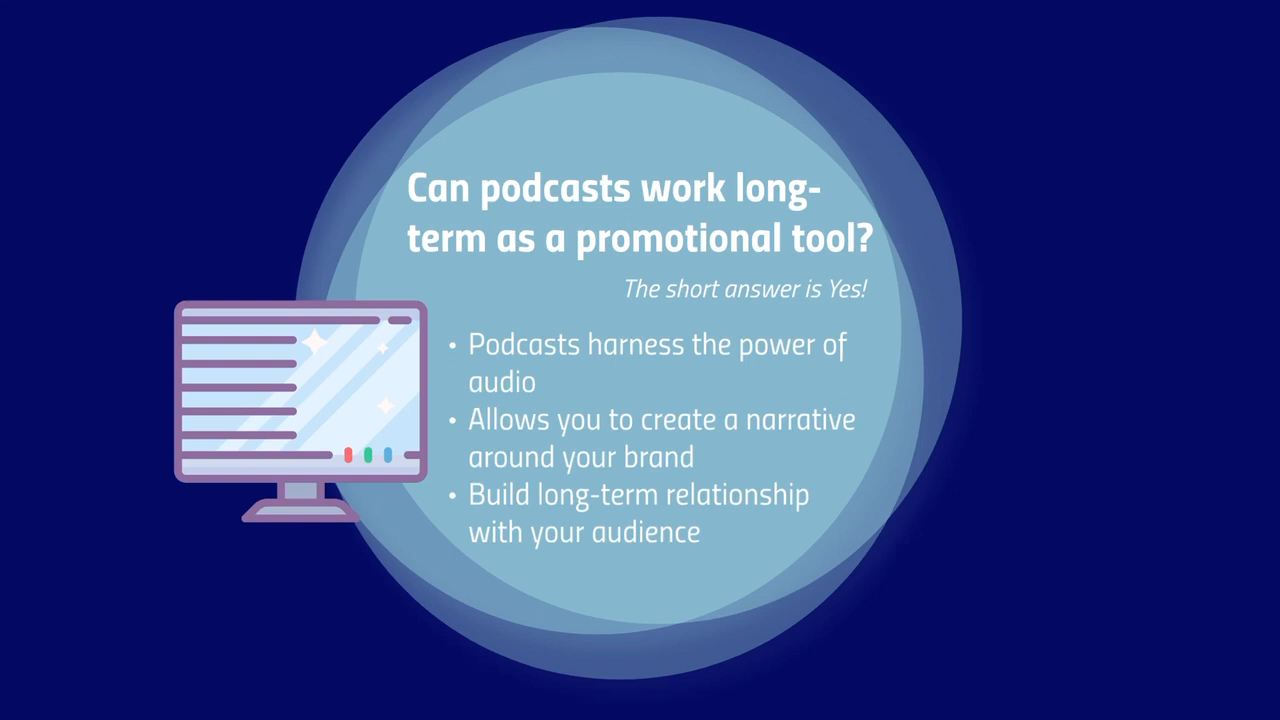 Can podcasts work long-
term as a promotional tool?
The short answer is Yes!
• Podcasts harness the power of
audio
• Allows you to create a narrative
around your brand
• Build long-term relationship
with your audience